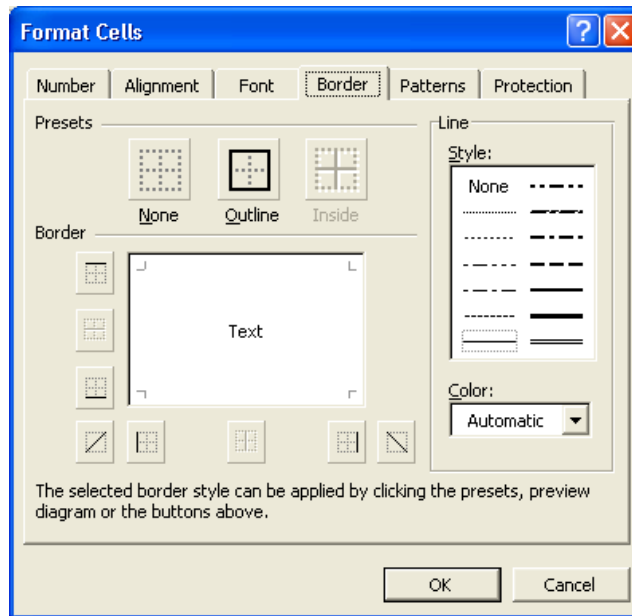 Format Cells
Number Alignment Font Border Patterns Protection
Presets
None Outline Inside
Border
Text
Line
Style:
None
Color:
Automatic
The selected border style can be applied by clicking the presets, preview
diagram or the buttons above.
OK Cancel